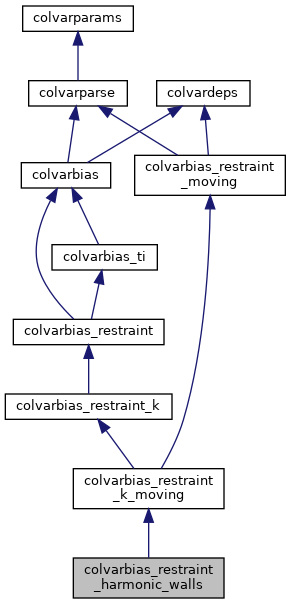 colvarparams
colvarparse
colvardeps
colvarbias
colvarbias_restraint
_moving
colvarbias_ti
colvarbias_restraint
colvarbias_restraint_k
colvarbias_restraint
_k_moving
colvarbias_restraint
_harmonic_walls